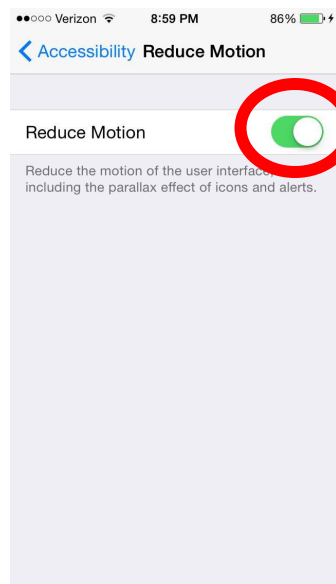 Verizon 8:59 PM 86%
Accessibility Reduce Motion
Reduce Motion
Reduce the motion of the user interface,
including the parallax effect of icons and alerts.